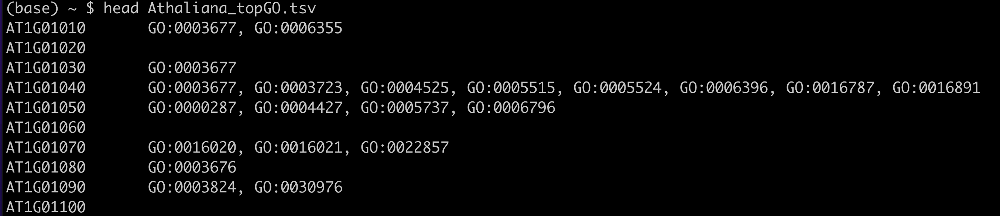 (base) ~ $ head Athaliana_topGO.tsv
AT1G01010	GO:0003677, GO:0006355
AT1G01020
AT1G01030	GO:0003677
AT1G01040	GO:0003677, GO:0003723, GO:0004525, GO:0005515, GO:0005524, GO:0006396, GO:0016787, GO:0016891
AT1G01050	GO:0000287, GO:0004427, GO:0005737, GO:0006796
AT1G01060
AT1G01070	GO:0016020, GO:0016021, GO:0022857
AT1G01080	GO:0003676
AT1G01090	GO:0003824, GO:0030976
AT1G01100